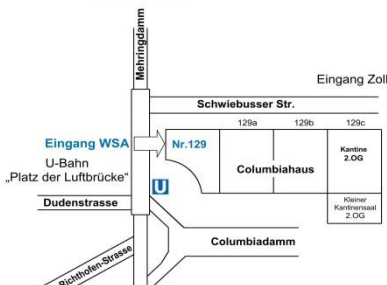 Mehringdamm
Eingang Zoll
Schwiebusser Str.
129a
129b
129c
Eingang WSA
Nr.129
Kantine
2.OG
U-Bahn
„Platz der Luftbrücke“
Columbiahaus
U
Kleiner
Kantinensaal
2.OG
Dudenstrasse
Columbiadamm
Richthofen-Strasse